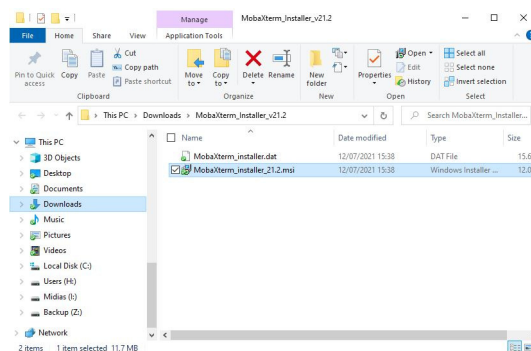 Manage
MobaXterm_Installer_v21.2
File
Home
Share
View
Application Tools
Pin to Quick access
Copy
Paste
Cut
Copy path
Paste shortcut
Clipboard
Move to
Copy to
Delete
Rename
Organize
New folder
New
Properties
Open
Edit
History
Open
Select all
Select none
Invert selection
Select
This PC > Downloads > MobaXterm_Installer_v21.2
Search MobaXterm_Installer...
Name
Date modified
Type
Size
MobaXterm_installer.dat
12/07/2021 15:38
DAT File
15.6
MobaXterm_installer_21.2.msi
12/07/2021 15:38
Windows Installer ...
12.0
This PC
3D Objects
Desktop
Documents
Downloads
Music
Pictures
Videos
Local Disk (C:)
Users (H:)
Midias (I:)
Backup (Z:)
Network
2 items
1 item selected 11.7 MB